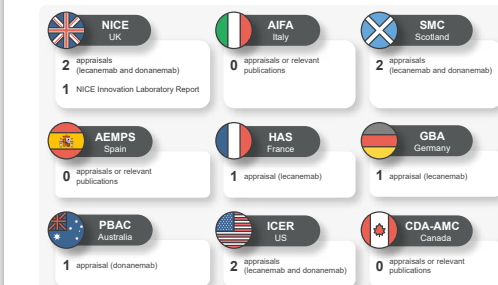 NICE
UK
2 appraisals
(lecanemab and donanemab)
1 NICE Innovation Laboratory Report
AIFA
Italy
0 appraisals or relevant
publications
SMC
Scotland
2 appraisals
(lecanemab and donanemab)
AEMPS
Spain
0 appraisals or relevant
publications
HAS
France
1 appraisal (lecanemab)
GBA
Germany
1 appraisal (lecanemab)
PBAC
Australia
1 appraisal (donanemab)
ICER
US
2 appraisals
(lecanemab and donanemab)
CDA-AMC
Canada
0 appraisals or relevant
publications